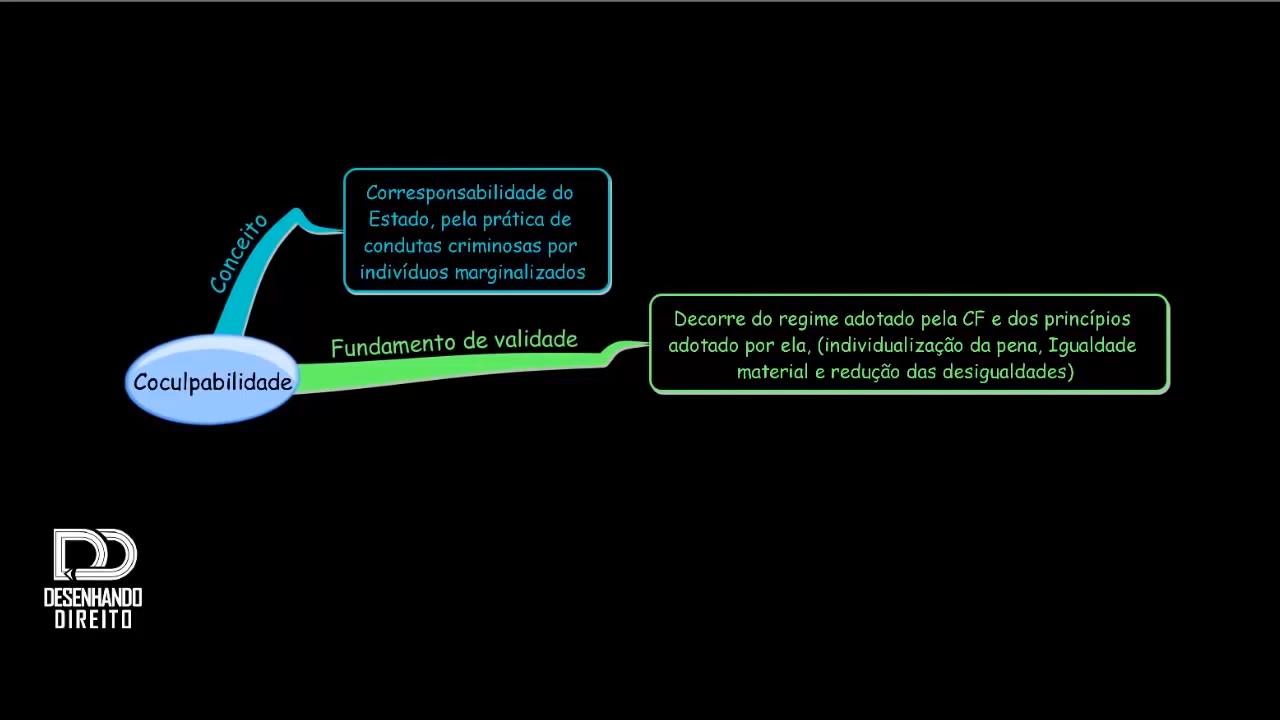 Conceito
Corresponsabilidade do
Estado, pela prática de
condutas criminosas por
indivíduos marginalizados
Coculpabilidade
Fundamento de validade
Decorre do regime adotado pela CF e dos princípios
adotado por ela, (individualização da pena, Igualdade
material e redução das desigualdades)
DD
DESENHANDO
DIREITO